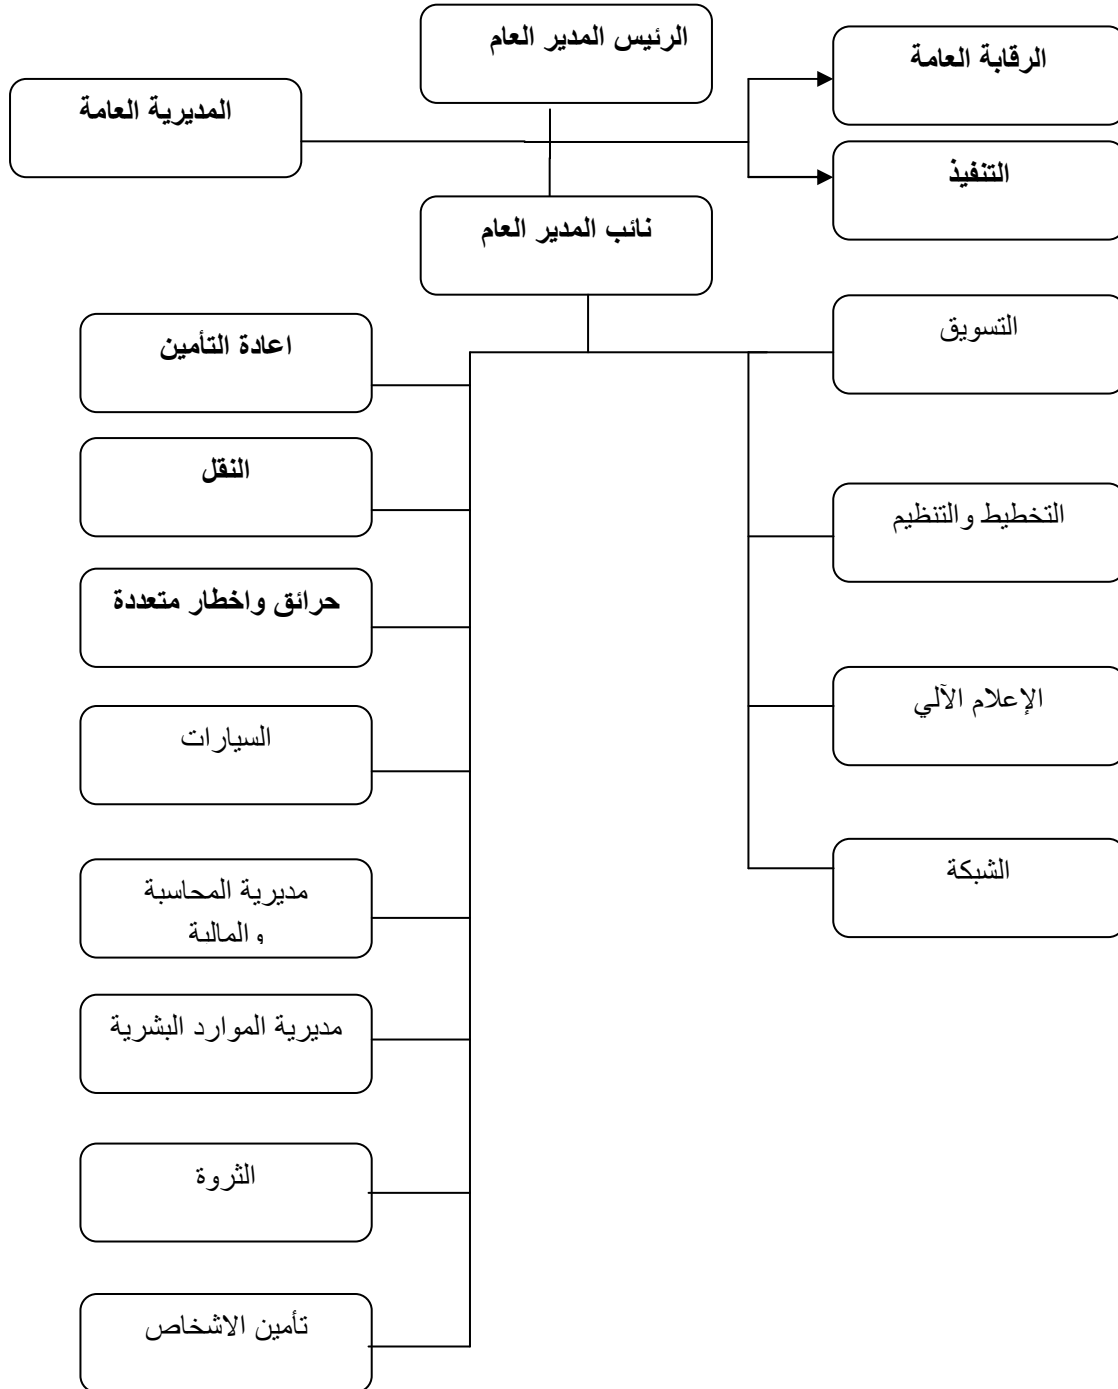 الرئيس المدير العام
الرقابة العامة
المديرية العامة
التنفيذ
نائب المدير العام
التسويق
التخطيط والتنظيم
الإعلام الآلي
الشبكة
اعادة التأمين
النقل
حرائق واخطار متعددة
السيارات
مديرية المحاسبة
والمالية
مديرية الموارد البشرية
الثروة
تأمين الاشخاص